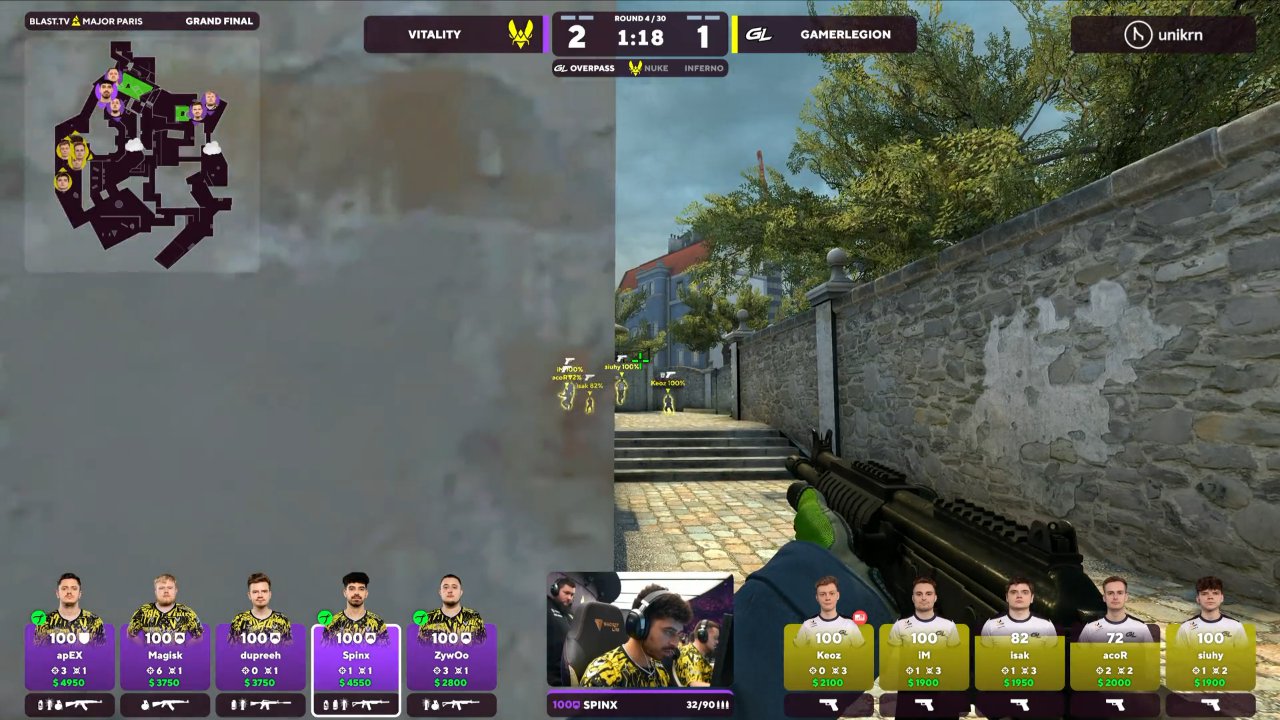 BLAST.TV MAJOR PARIS GRAND FINAL
VITALITY
2
ROUND 4 / 30
1:18
1
GL
GAMERLEGION
unikrn
GL OVERPASS NUKE INFERNO
iM 100%
siuhy 100%
isak 82%
Keoz 100%
100 apEX 3 1 $4950
100 Magisk 6 1 $3750
100 dupreeh 0 1 $3750
100 Spinx 1 1 $4550
100 ZywOo 3 1 $2800
100 SPINX 32/90
100 Keoz 0 3 $2100
100 iM 1 3 $1900
82 isak 1 3 $1950
72 acoR 2 2 $2000
100 siuhy 1 2 $1900